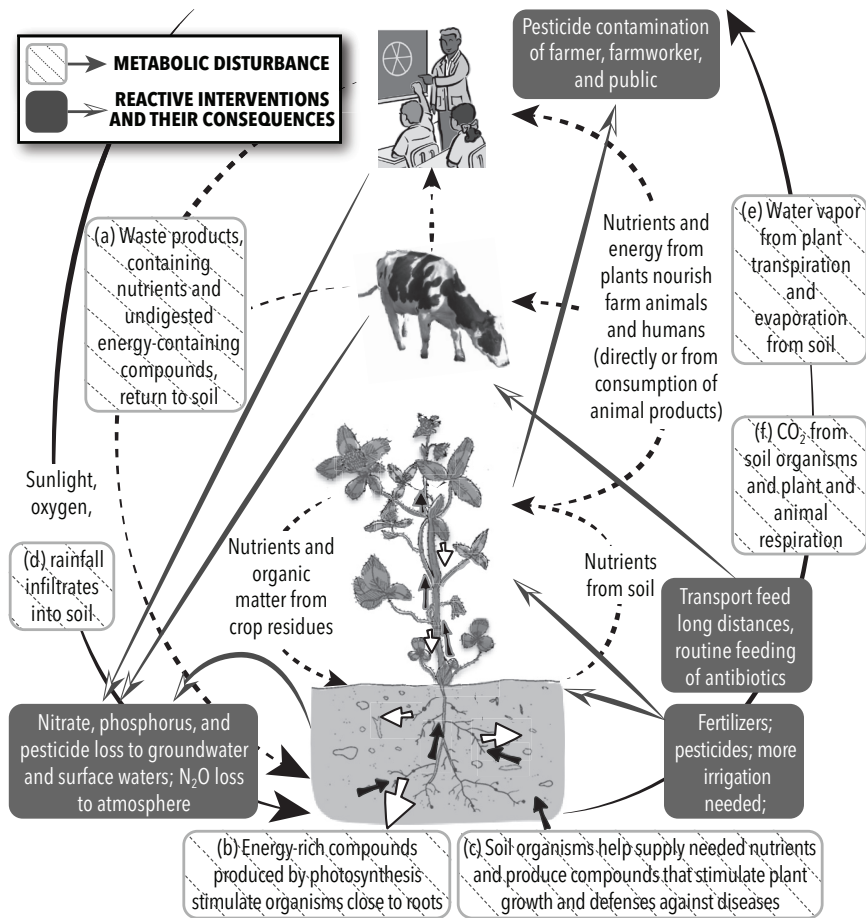 METABOLIC DISTURBANCE
REACTIVE INTERVENTIONS
AND THEIR CONSEQUENCES
Pesticide contamination
of farmer, farmworker,
and public
(a) Waste products,
containing
nutrients and
undigested
energy-containing
compounds,
return to soil
Nutrients and
energy from
plants nourish
farm animals
and humans
(directly or from
consumption of
animal products)
(e) Water vapor
from plant
transpiration
and
evaporation
from soil
(f) CO₂ from
soil organisms
and plant and
animal
respiration
Sunlight,
oxygen,
(d) rainfall
infiltrates
into soil
Nutrients and
organic
matter from
crop residues
Nutrients
from soil
Transport feed
long distances,
routine feeding
of antibiotics
Nitrate, phosphorus, and
pesticide loss to groundwater
and surface waters; N₂O loss
to atmosphere
Fertilizers;
pesticides; more
irrigation
needed;
(b) Energy-rich compounds
produced by photosynthesis
stimulate organisms close to roots
(c) Soil organisms help supply needed nutrients
and produce compounds that stimulate plant
growth and defenses against diseases